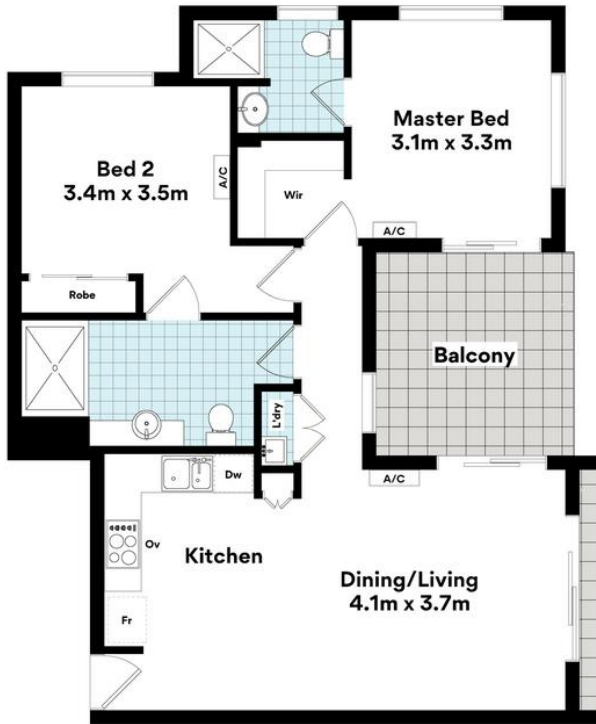 Master Bed
3.1m x 3.3m
Bed 2
3.4m x 3.5m
A/C
Wir
A/C
Robe
Balcony
L'dry
A/C
Dw
Ov
Kitchen
Dining/Living
4.1m x 3.7m
Fr